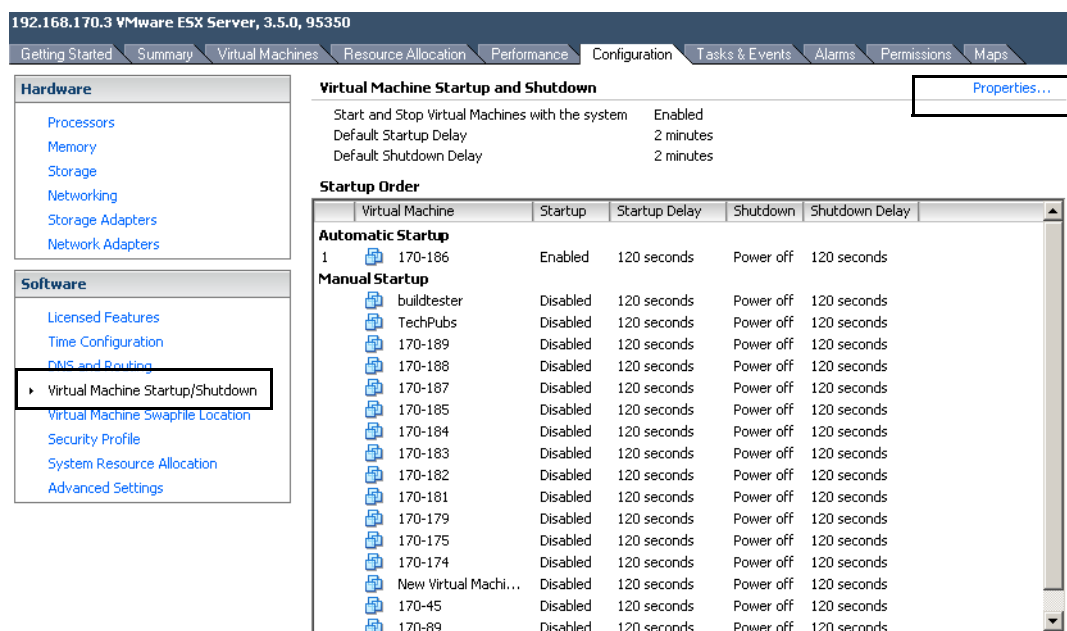 192.168.170.3 VMware ESX Server, 3.5.0, 95350
Getting Started Summary Virtual Machines Resource Allocation Performance Configuration Tasks & Events Alarms Permissions Maps
Hardware
Processors
Memory
Storage
Networking
Storage Adapters
Network Adapters
Software
Licensed Features
Time Configuration
DNS and Routing
Virtual Machine Startup/Shutdown
Virtual Machine Swapfile Location
Security Profile
System Resource Allocation
Advanced Settings
Virtual Machine Startup and Shutdown Properties...
Start and Stop Virtual Machines with the system Enabled
Default Startup Delay 2 minutes
Default Shutdown Delay 2 minutes
Startup Order
Virtual Machine Startup Startup Delay Shutdown Shutdown Delay
Automatic Startup
1 170-186 Enabled 120 seconds Power off 120 seconds
Manual Startup
buildtester Disabled 120 seconds Power off 120 seconds
TechPubs Disabled 120 seconds Power off 120 seconds
170-189 Disabled 120 seconds Power off 120 seconds
170-188 Disabled 120 seconds Power off 120 seconds
170-187 Disabled 120 seconds Power off 120 seconds
170-185 Disabled 120 seconds Power off 120 seconds
170-184 Disabled 120 seconds Power off 120 seconds
170-183 Disabled 120 seconds Power off 120 seconds
170-182 Disabled 120 seconds Power off 120 seconds
170-181 Disabled 120 seconds Power off 120 seconds
170-179 Disabled 120 seconds Power off 120 seconds
170-175 Disabled 120 seconds Power off 120 seconds
170-174 Disabled 120 seconds Power off 120 seconds
New Virtual Machi... Disabled 120 seconds Power off 120 seconds
170-45 Disabled 120 seconds Power off 120 seconds
170-89 Disabled 120 seconds Power off 120 seconds